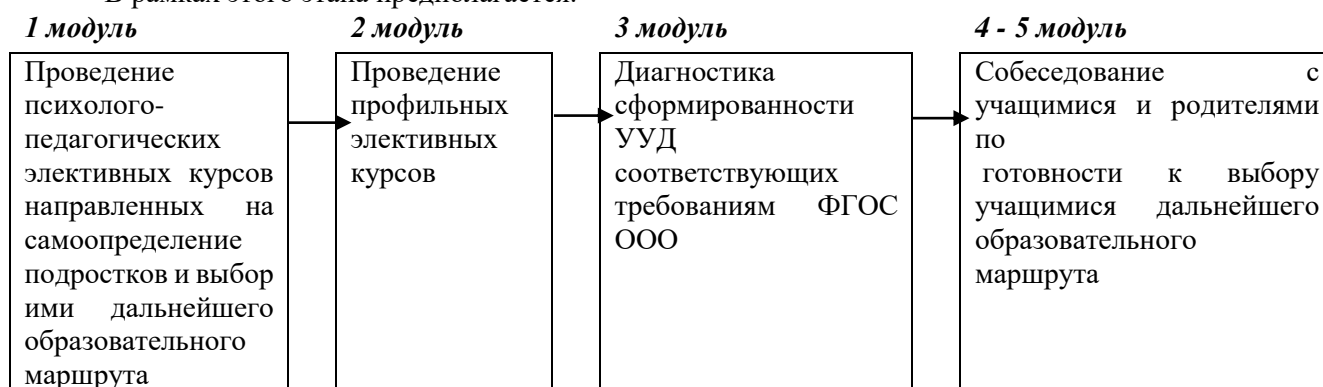 В рамках этого этапа предполагается:
1 модуль
2 модуль
3 модуль
4 - 5 модуль
Проведение
психолого-
педагогических
элективных курсов
направленных на
самоопределение
подростков и выбор
ими дальнейшего
образовательного
маршрута
Проведение
профильных
элективных
курсов
Диагностика
сформированности
УУД
соответствующих
требованиям ФГОС
ООО
Собеседование с
учащимися и родителями
по
готовности к выбору
учащимися дальнейшего
образовательного
маршрута